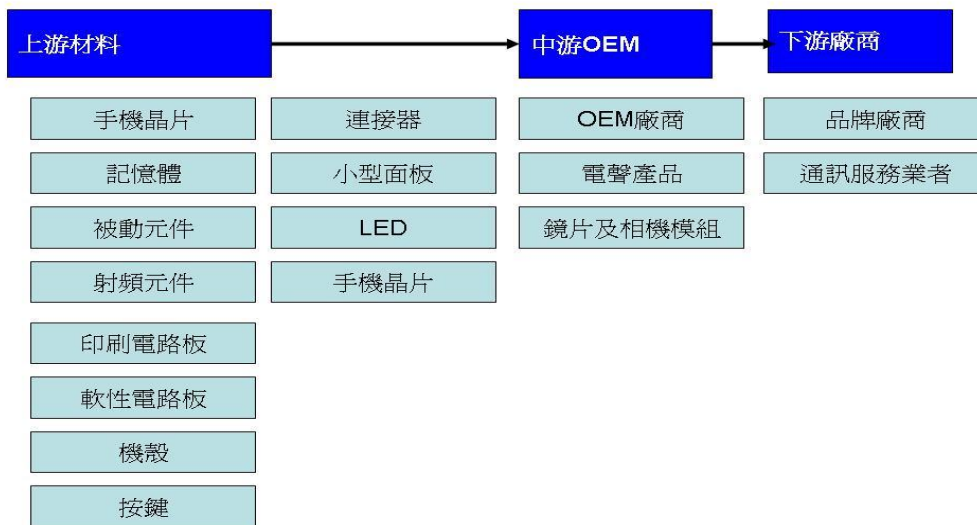 上游材料
中游OEM
下游廠商
手機晶片
連接器
OEM廠商
品牌廠商
記憶體
小型面板
電聲產品
通訊服務業者
被動元件
LED
鏡片及相機模組
射頻元件
手機晶片
印刷電路板
軟性電路板
機殼
按鍵